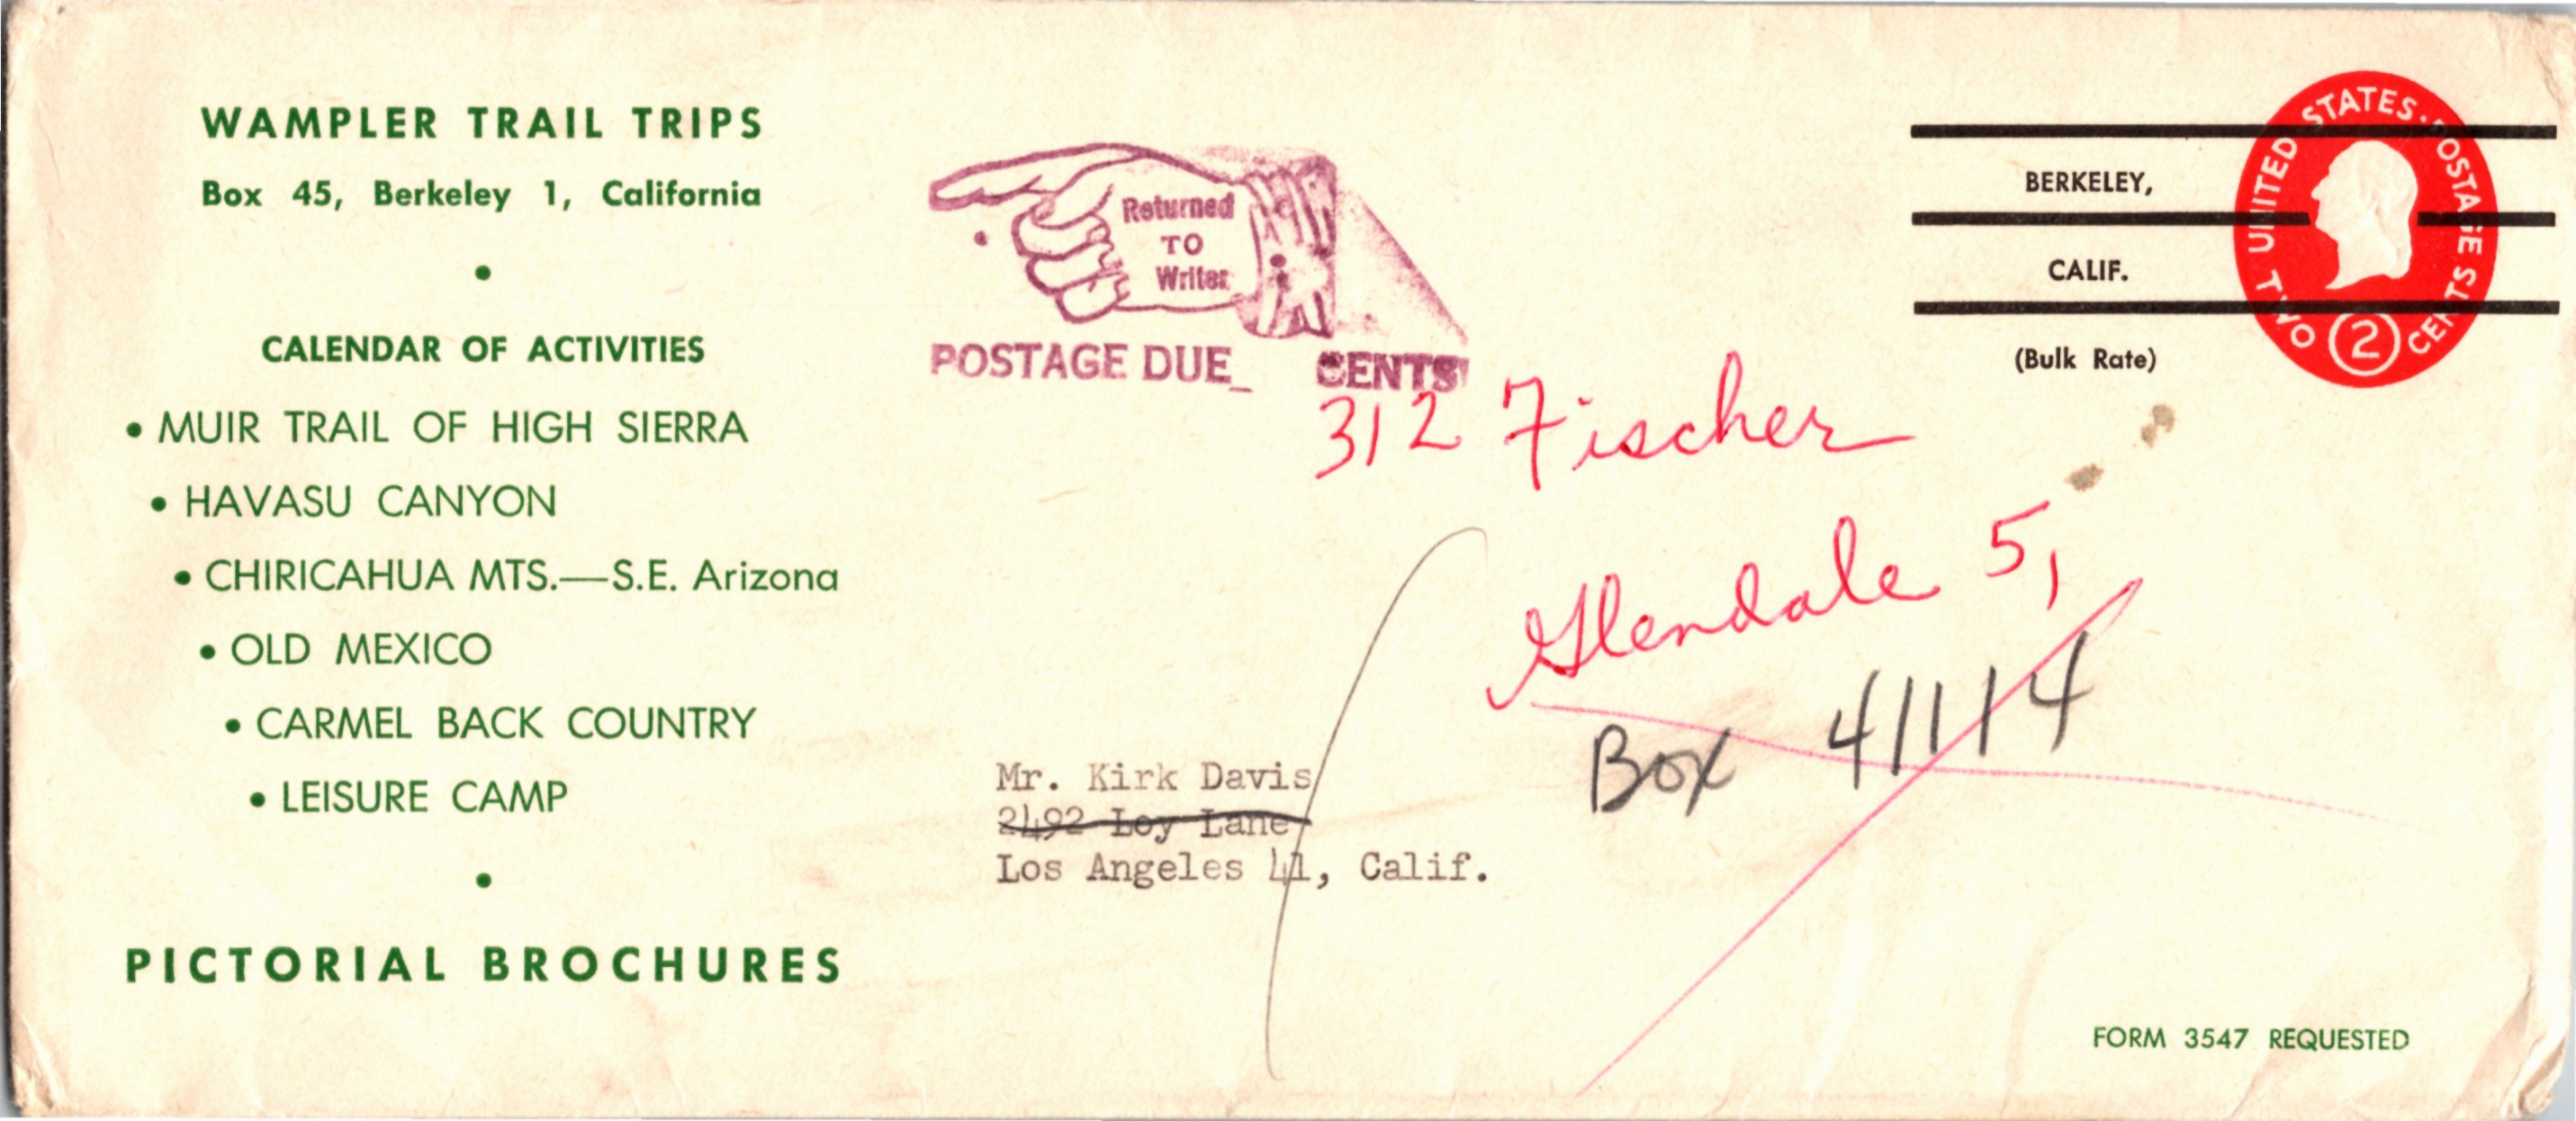 WAMPLER TRAIL TRIPS
Box 45, Berkeley 1, California
•
CALENDAR OF ACTIVITIES
• MUIR TRAIL OF HIGH SIERRA
• HAVASU CANYON
• CHIRICAHUA MTS.—S.E. Arizona
• OLD MEXICO
• CARMEL BACK COUNTRY
• LEISURE CAMP
•
PICTORIAL BROCHURES
Returned
TO
Writer
POSTAGE DUE_ CENTS
BERKELEY,
CALIF.
(Bulk Rate)
UNITED STATES · POSTAGE
TWO 2 CENTS
312 Fischer
Glendale 5,
Box 41114
Mr. Kirk Davis
2492 Loy Lane
Los Angeles 41, Calif.
FORM 3547 REQUESTED